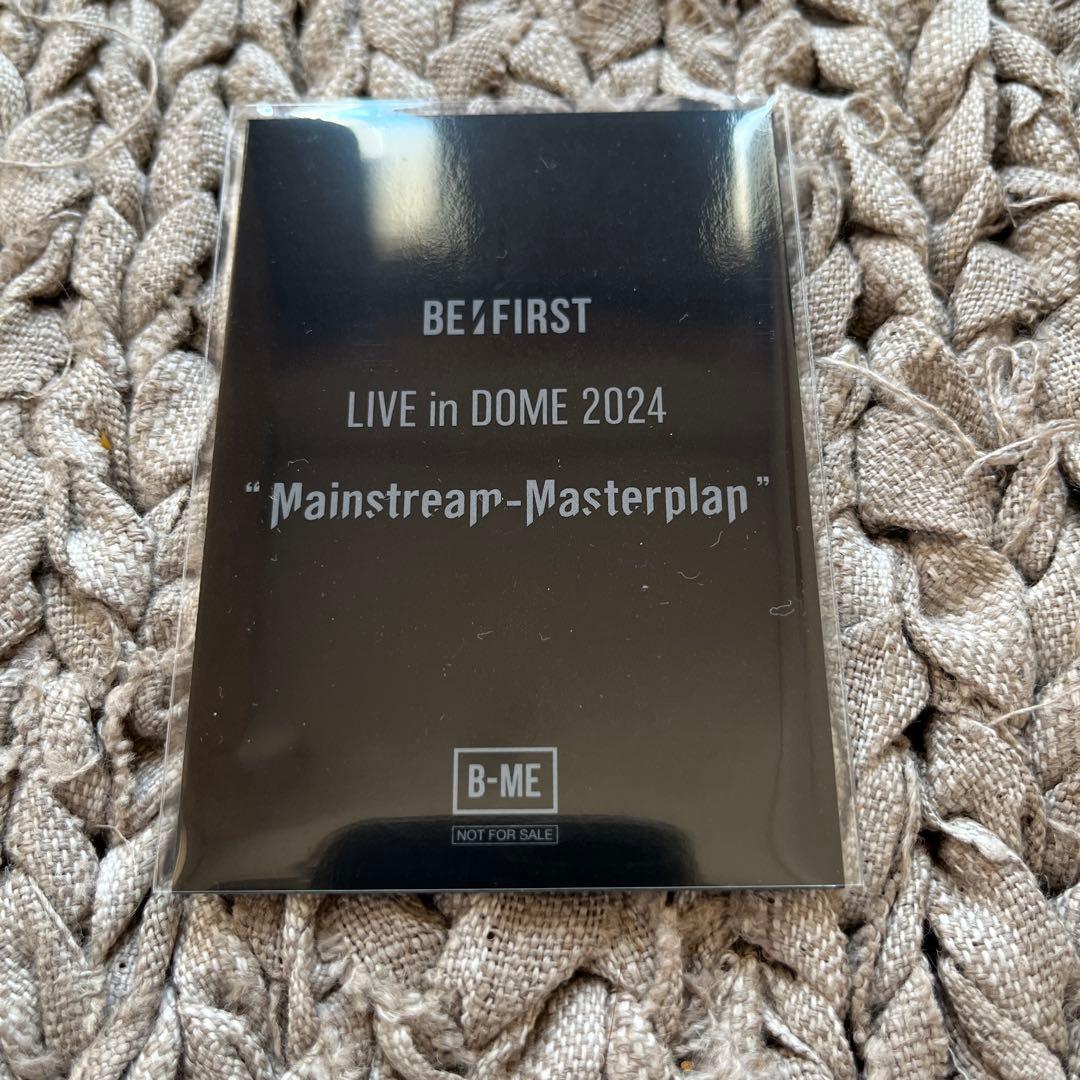 BE:FIRST
LIVE in DOME 2024
“Mainstream-Masterplan”
B-ME
NOT FOR SALE